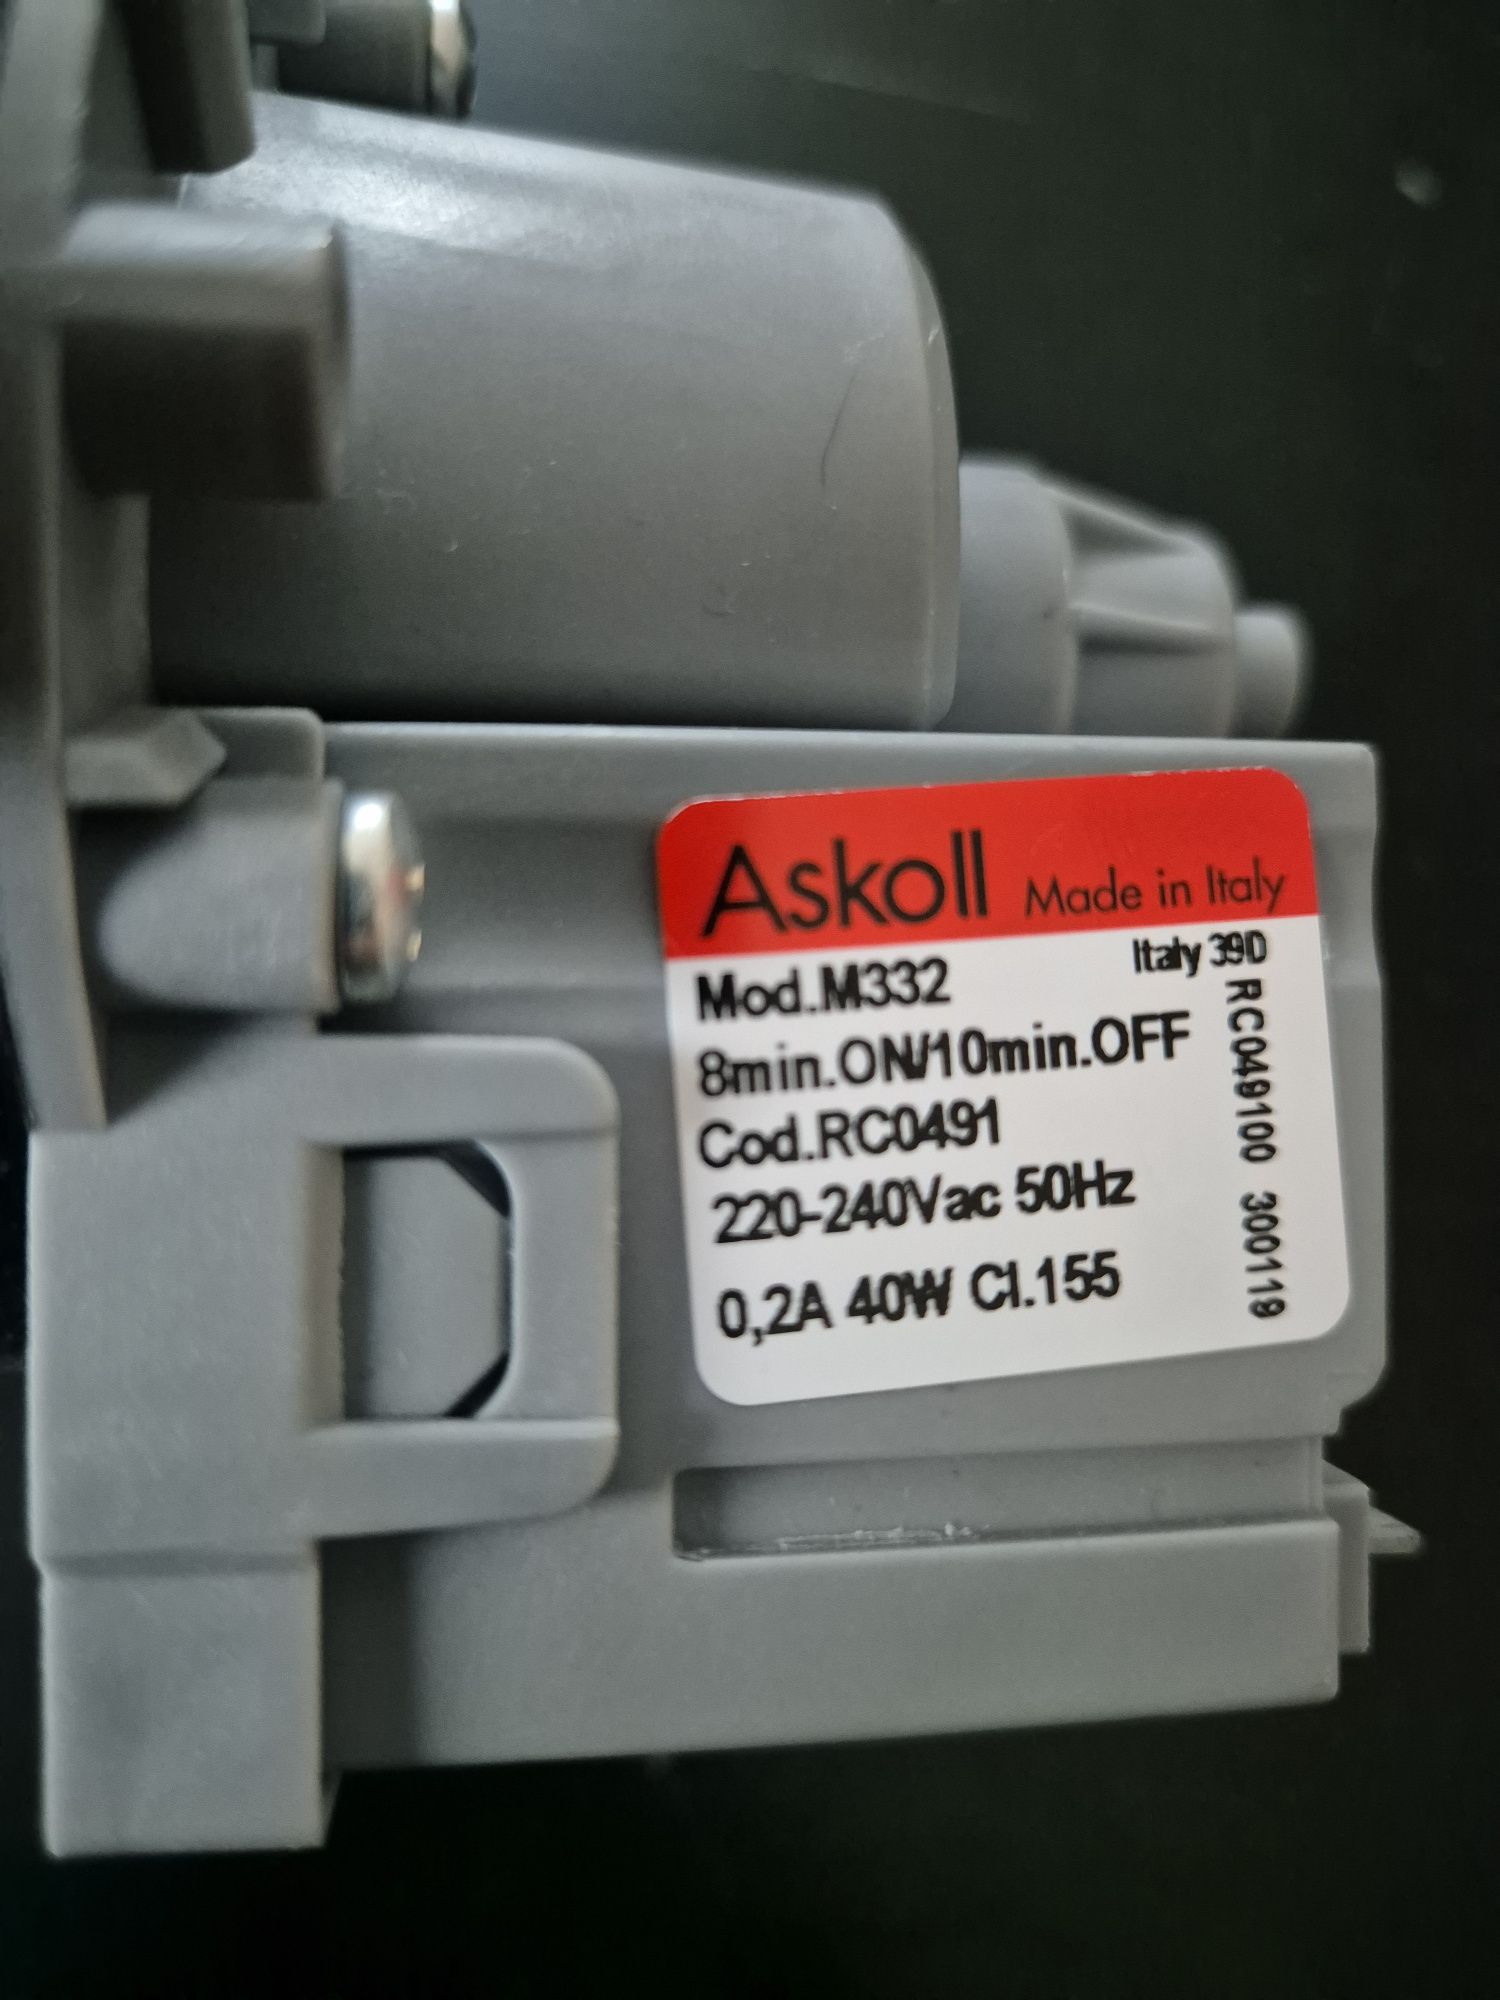 Askoll Made in Italy
Italy 39D
Mod.M332
8min.ON/10min.OFF
Cod.RC0491
220-240Vac 50Hz
0,2A 40W Cl.155
RC049100 300119